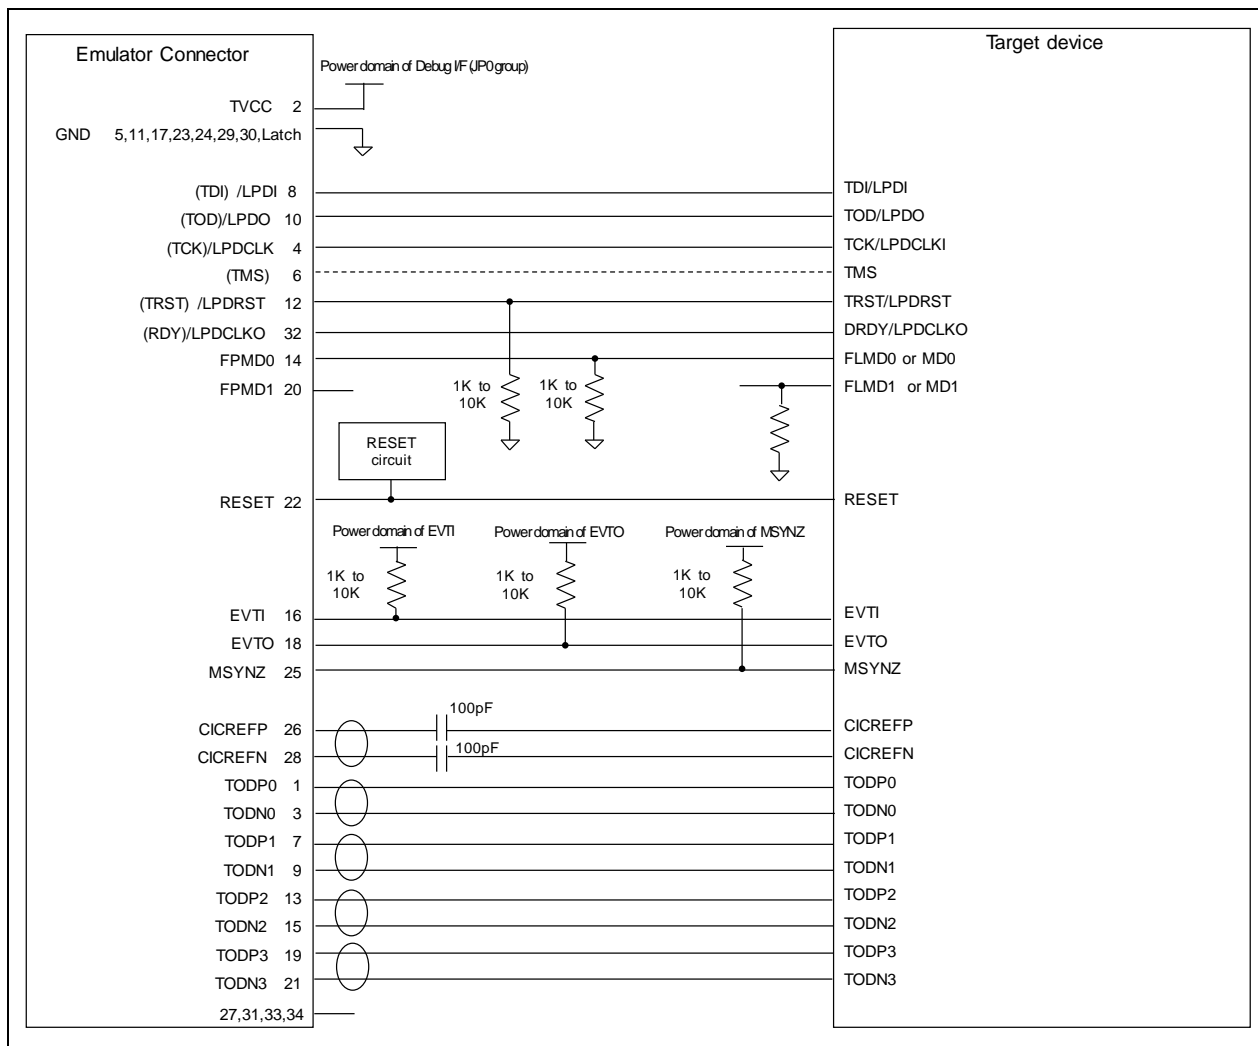 Emulator Connector
Target device
Power domain of Debug I/F (JP0 group)
TVCC 2
GND 5,11,17,23,24,29,30,Latch
(TDI) /LPDI 8
TDI/LPDI
(TOD)/LPDO 10
TOD/LPDO
(TCK)/LPDCLK 4
TCK/LPDCLKI
(TMS) 6
TMS
(TRST) /LPDRST 12
TRST/LPDRST
(RDY)/LPDCLKO 32
DRDY/LPDCLKO
FPMD0 14
FLMD0 or MD0
FPMD1 20
1K to
10K
1K to
10K
FLMD1 or MD1
RESET
circuit
RESET 22
RESET
Power domain of EVTI
Power domain of EVTO
Power domain of MSYNZ
1K to
10K
1K to
10K
1K to
10K
EVTI 16
EVTI
EVTO 18
EVTO
MSYNZ 25
MSYNZ
100pF
CICREFP 26
CICREFP
100pF
CICREFN 28
CICREFN
TODP0 1
TODP0
TODN0 3
TODN0
TODP1 7
TODP1
TODN1 9
TODN1
TODP2 13
TODP2
TODN2 15
TODN2
TODP3 19
TODP3
TODN3 21
TODN3
27,31,33,34